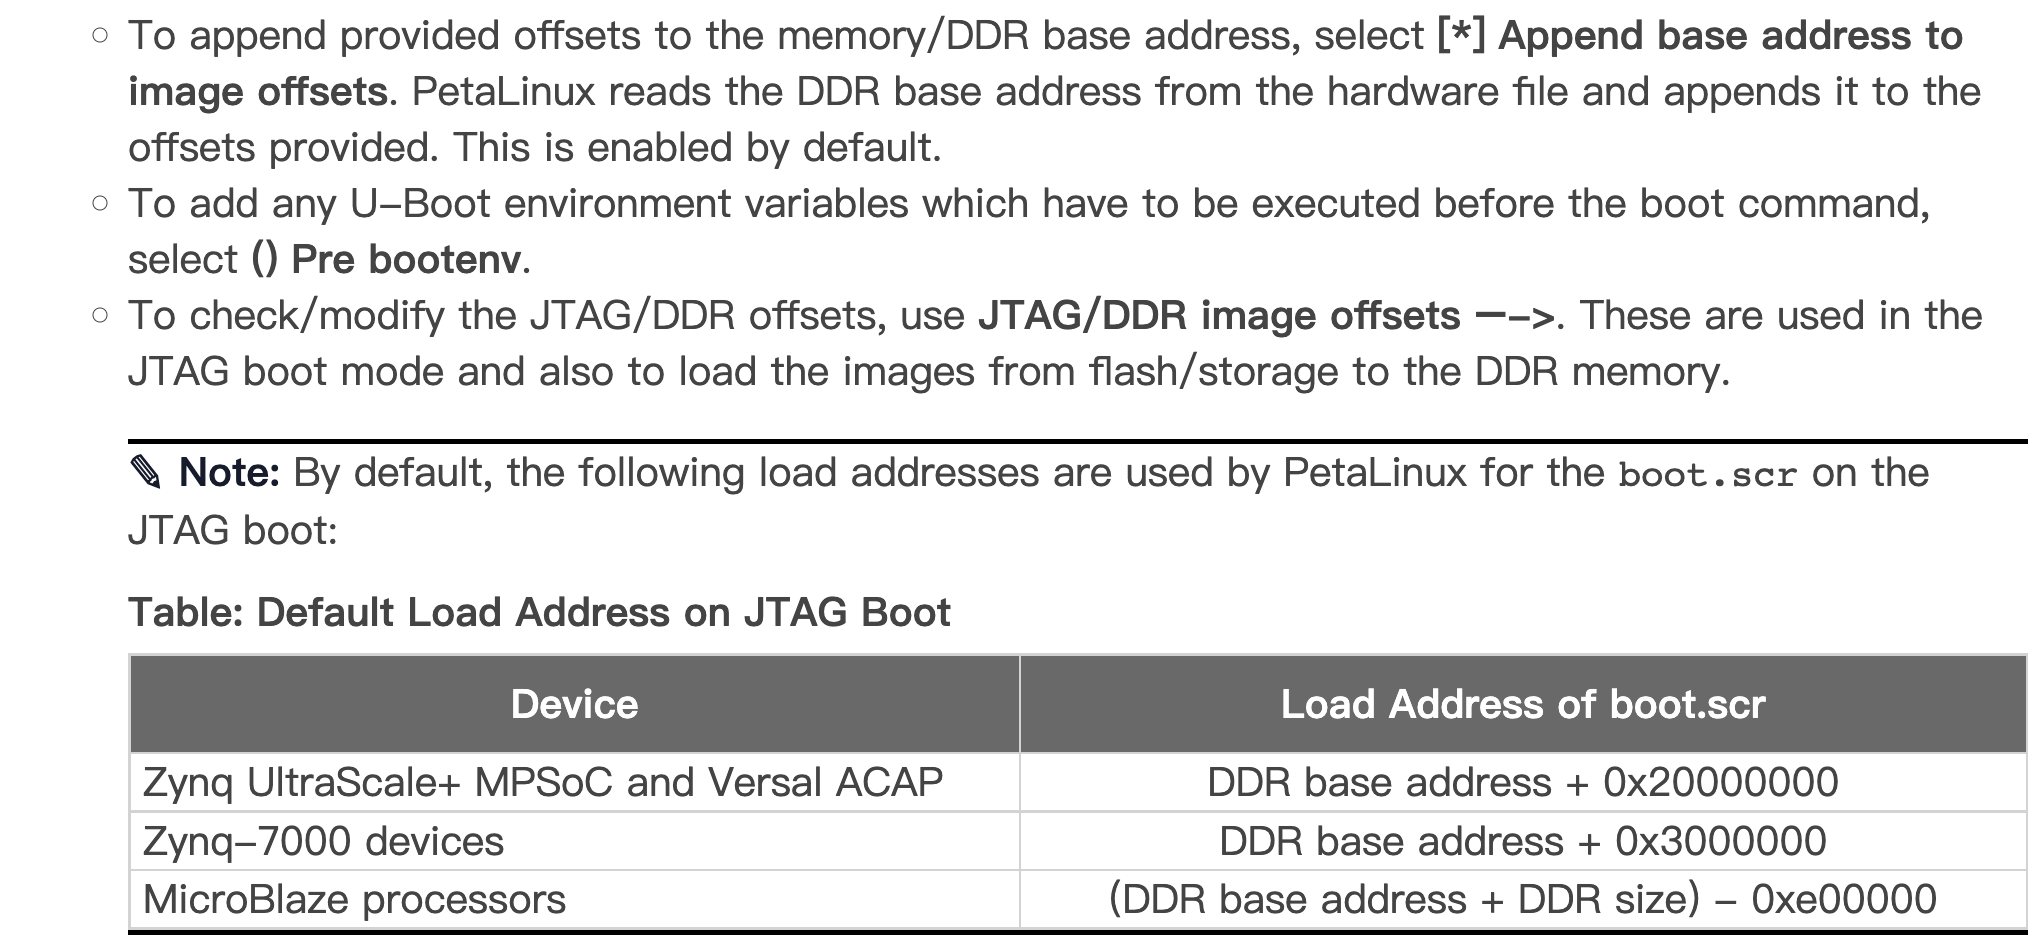 ○ To append provided offsets to the memory/DDR base address, select [*] Append base address to
image offsets. PetaLinux reads the DDR base address from the hardware file and appends it to the
offsets provided. This is enabled by default.
○ To add any U-Boot environment variables which have to be executed before the boot command,
select () Pre bootenv.
○ To check/modify the JTAG/DDR offsets, use JTAG/DDR image offsets —->. These are used in the
JTAG boot mode and also to load the images from flash/storage to the DDR memory.
✎ Note: By default, the following load addresses are used by PetaLinux for the boot.scr on the
JTAG boot:
Table: Default Load Address on JTAG Boot
Device Load Address of boot.scr
Zynq UltraScale+ MPSoC and Versal ACAP DDR base address + 0x20000000
Zynq-7000 devices DDR base address + 0x3000000
MicroBlaze processors (DDR base address + DDR size) - 0xe00000